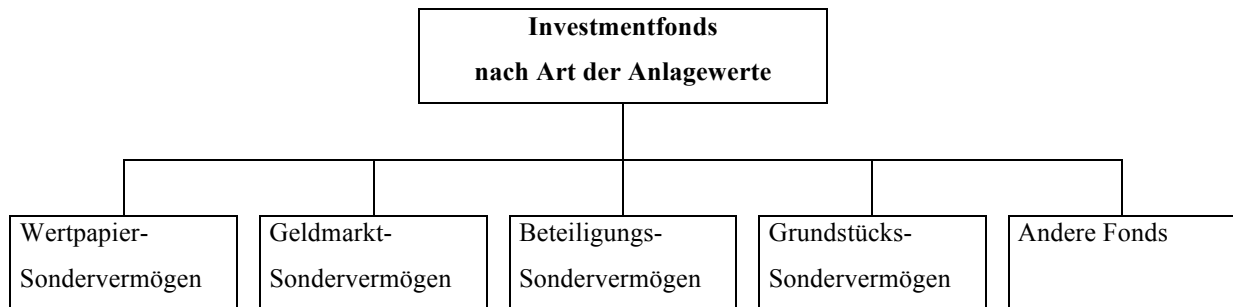 Investmentfonds
nach Art der Anlagewerte
Wertpapier-
Sondervermögen
Geldmarkt-
Sondervermögen
Beteiligungs-
Sondervermögen
Grundstücks-
Sondervermögen
Andere Fonds